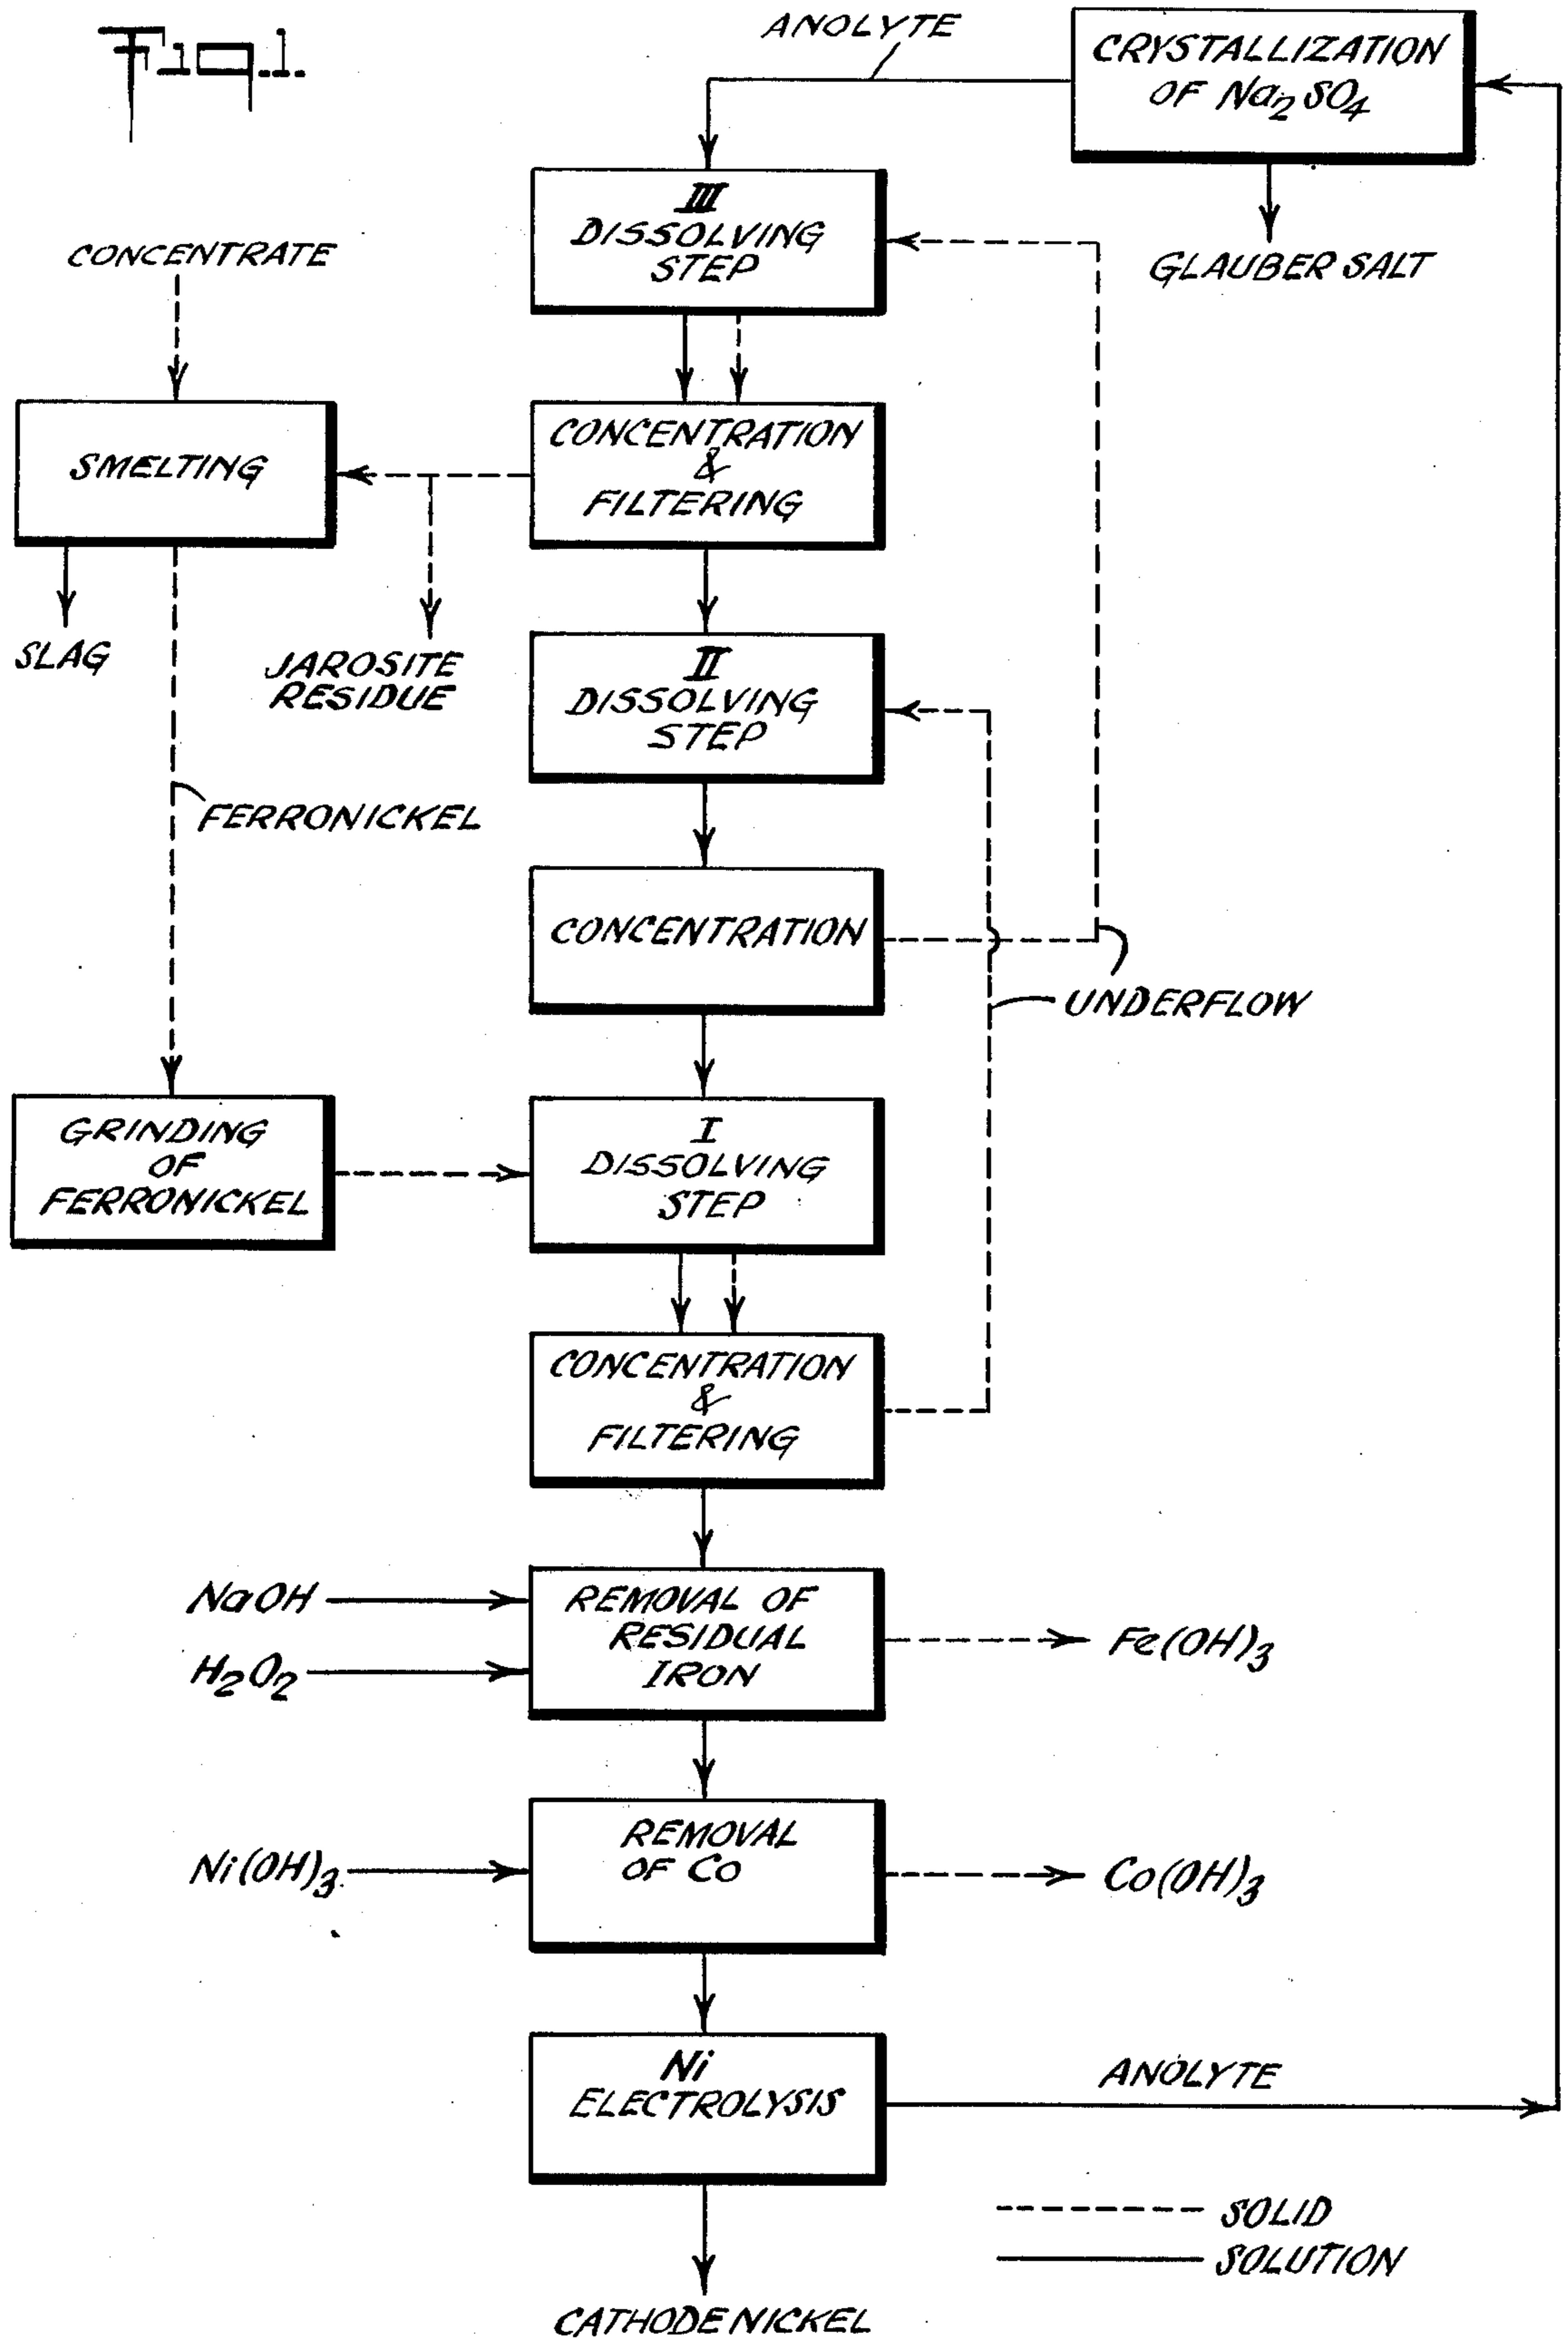 Fig. 1.
ANOLYTE
CRYSTALLIZATION
OF Na₂SO₄
GLAUBER SALT
III
DISSOLVING
STEP
CONCENTRATE
SMELTING
CONCENTRATION
&
FILTERING
SLAG
JAROSITE
RESIDUE
II
DISSOLVING
STEP
FERRONICKEL
CONCENTRATION
UNDERFLOW
GRINDING
OF
FERRONICKEL
I
DISSOLVING
STEP
CONCENTRATION
&
FILTERING
NaOH
H₂O₂
REMOVAL OF
RESIDUAL
IRON
Fe(OH)₃
Ni(OH)₃
REMOVAL
OF CO
Co(OH)₃
Ni
ELECTROLYSIS
ANOLYTE
SOLID
SOLUTION
CATHODE NICKEL